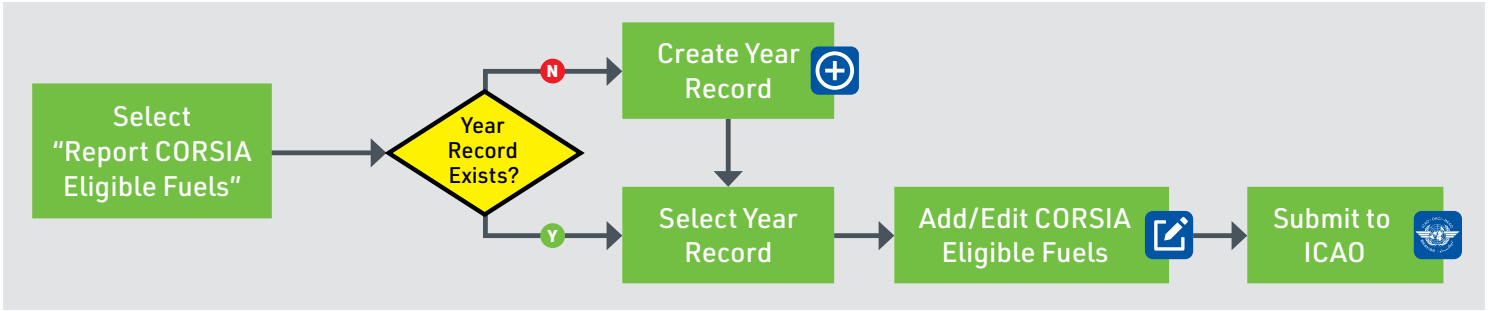 Select
“Report CORSIA
Eligible Fuels”
Year
Record
Exists?
N
Create Year
Record
Y
Select Year
Record
Add/Edit CORSIA
Eligible Fuels
Submit to
ICAO